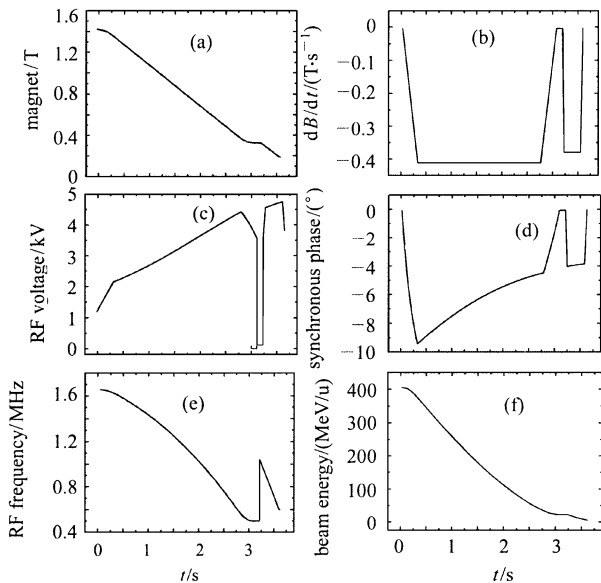 1.6
1.2
0.8
0.4
0
magnet/T
(a)
0
−0.1
−0.2
−0.3
−0.4
dB/dt/(T·s⁻¹)
(b)
5
4
3
2
1
0
RF voltage/kV
(c)
0
−2
−4
−6
−8
−10
synchronous phase/(°)
(d)
1.6
1.2
0.8
0.4
RF frequency/MHz
(e)
0 1 2 3
t/s
400
300
200
100
0
beam energy/(MeV/u)
(f)
0 1 2 3
t/s